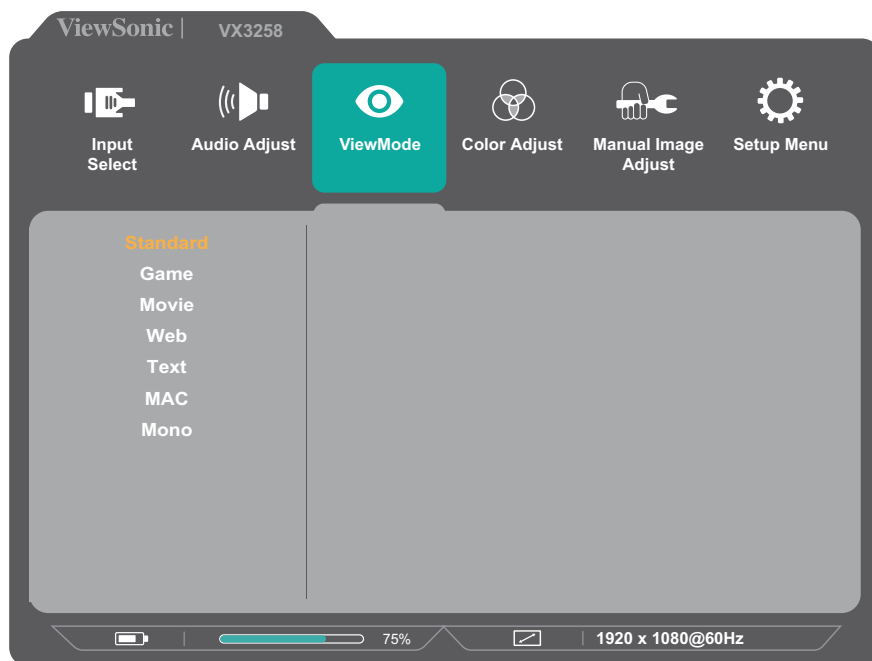 ViewSonic | VX3258
Input Select
Audio Adjust
ViewMode
Color Adjust
Manual Image Adjust
Setup Menu
Standard
Game
Movie
Web
Text
MAC
Mono
75%
1920 x 1080@60Hz